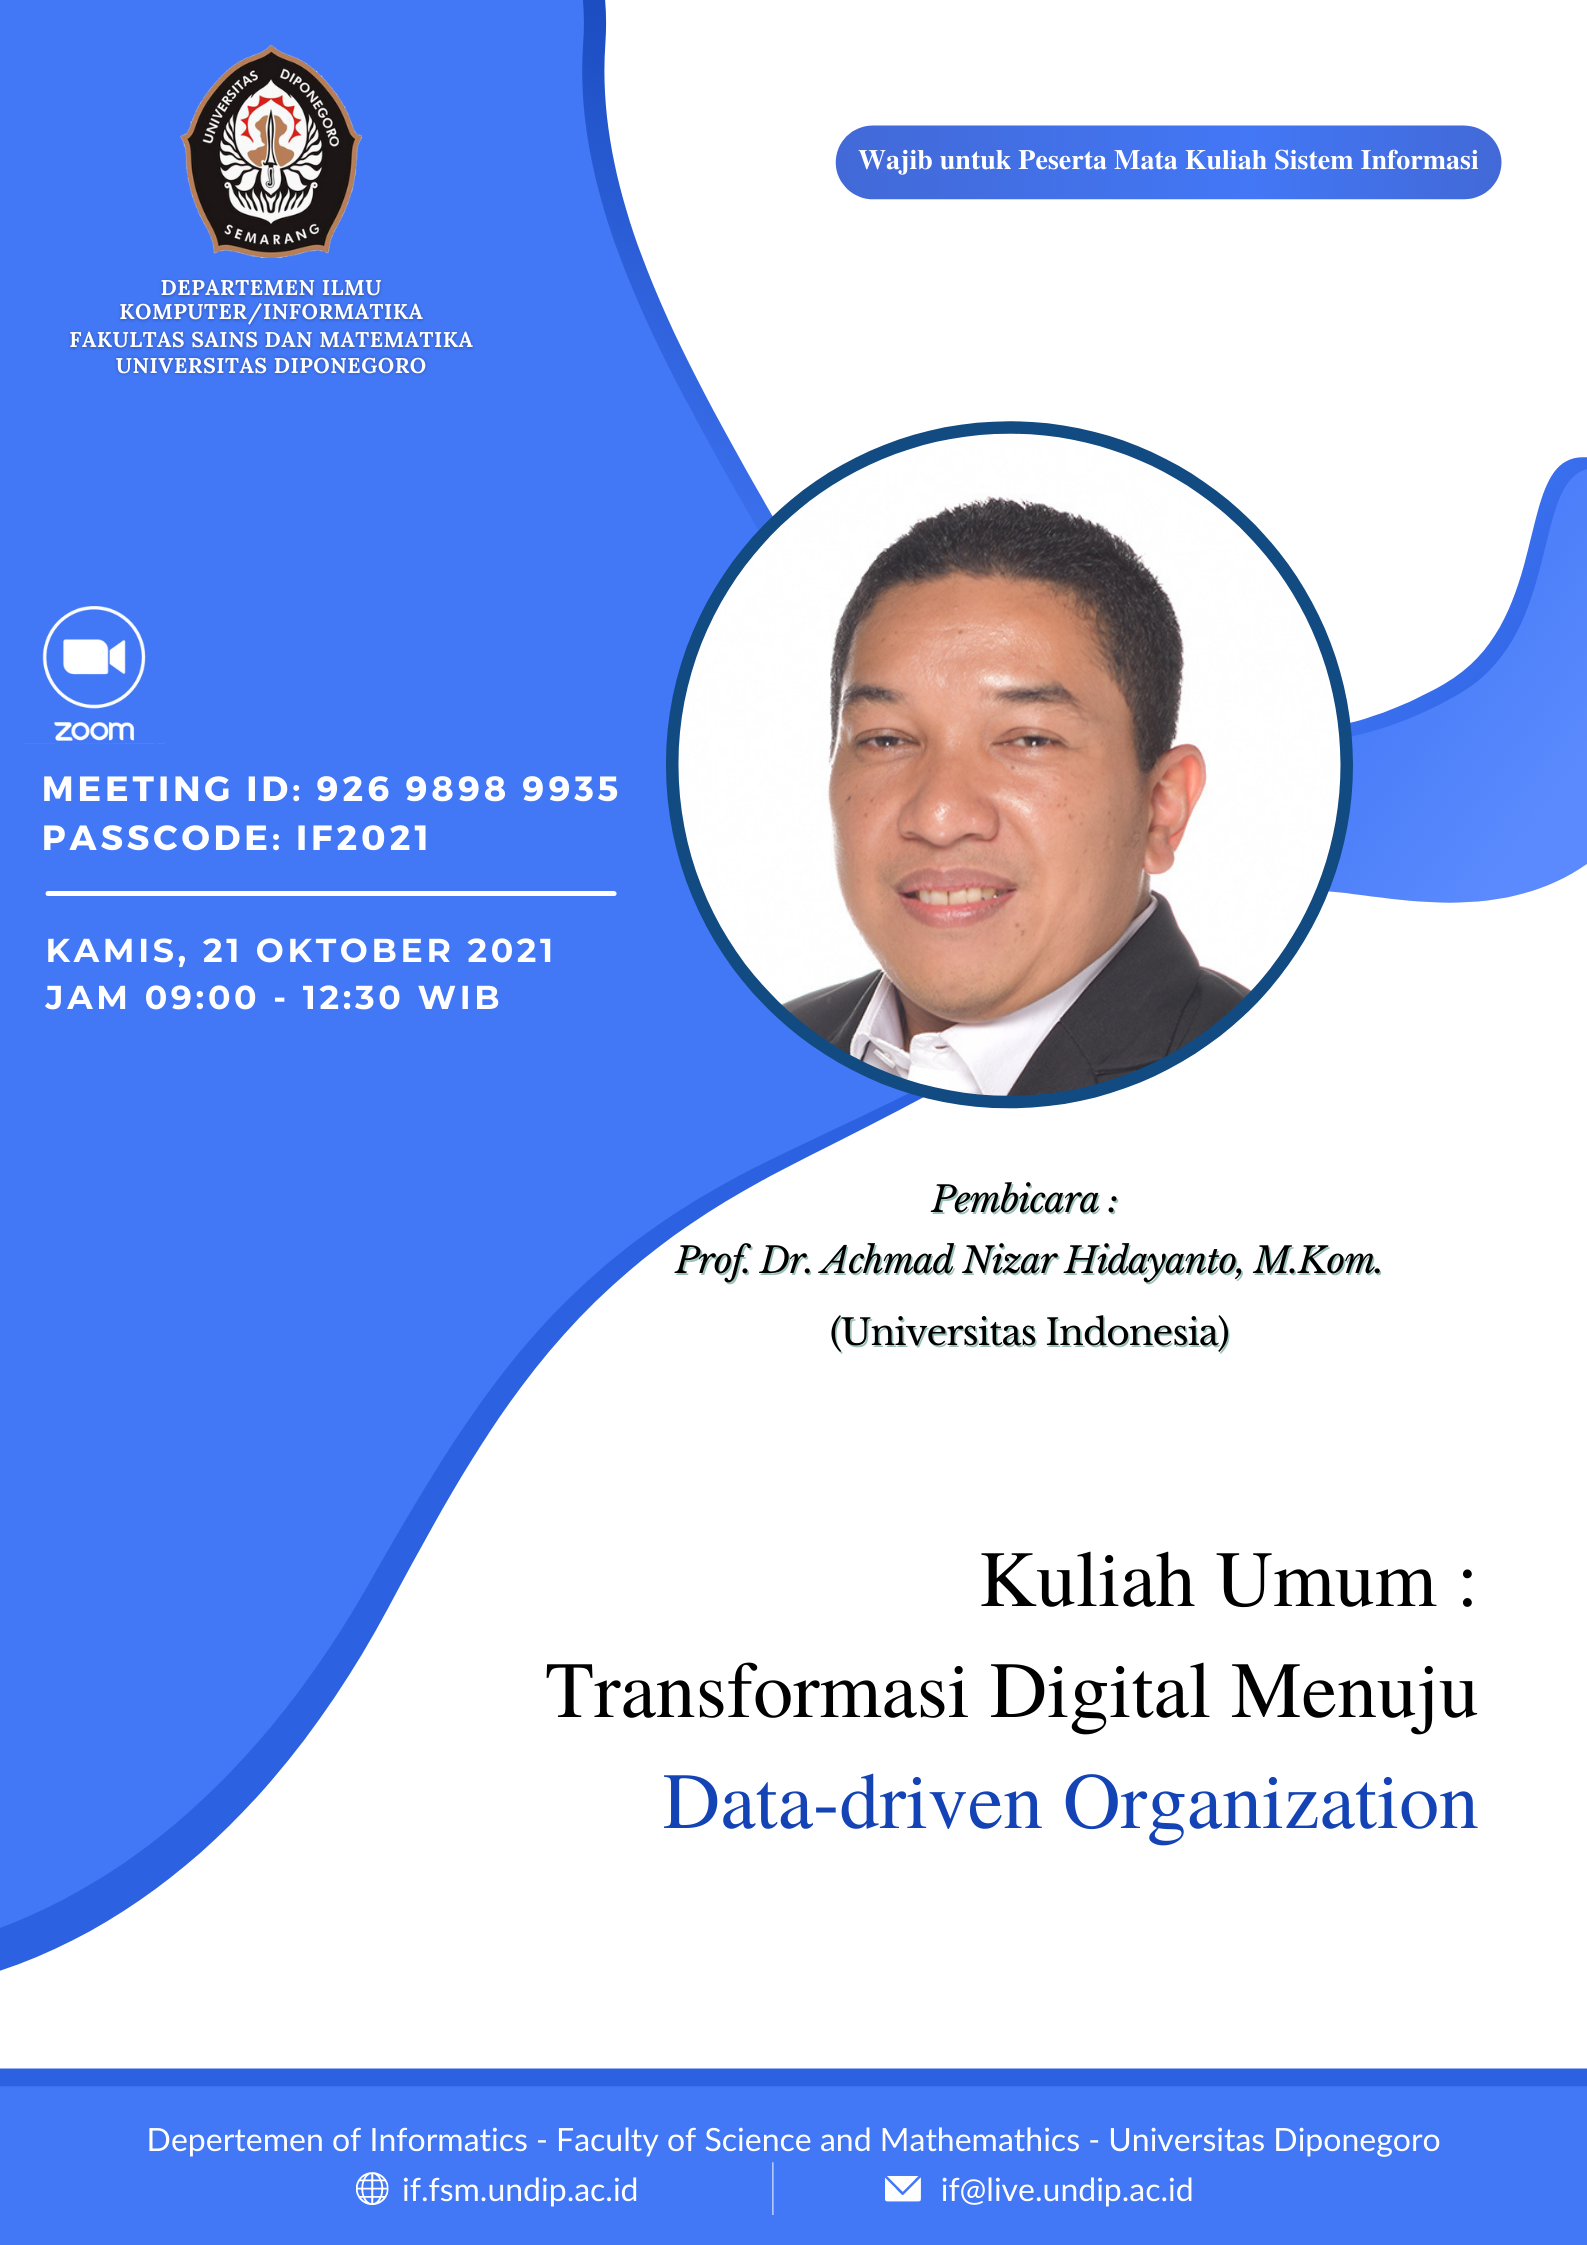 UNIVERSITAS DIPONEGORO
SEMARANG
DEPARTEMEN ILMU
KOMPUTER/INFORMATIKA
FAKULTAS SAINS DAN MATEMATIKA
UNIVERSITAS DIPONEGORO
Wajib untuk Peserta Mata Kuliah Sistem Informasi
zoom
MEETING ID: 926 9898 9935
PASSCODE: IF2021
KAMIS, 21 OKTOBER 2021
JAM 09:00 - 12:30 WIB
Pembicara :
Prof. Dr. Achmad Nizar Hidayanto, M.Kom.
(Universitas Indonesia)
Kuliah Umum :
Transformasi Digital Menuju
Data-driven Organization
Depertemen of Informatics - Faculty of Science and Mathemathics - Universitas Diponegoro
if.fsm.undip.ac.id
if@live.undip.ac.id